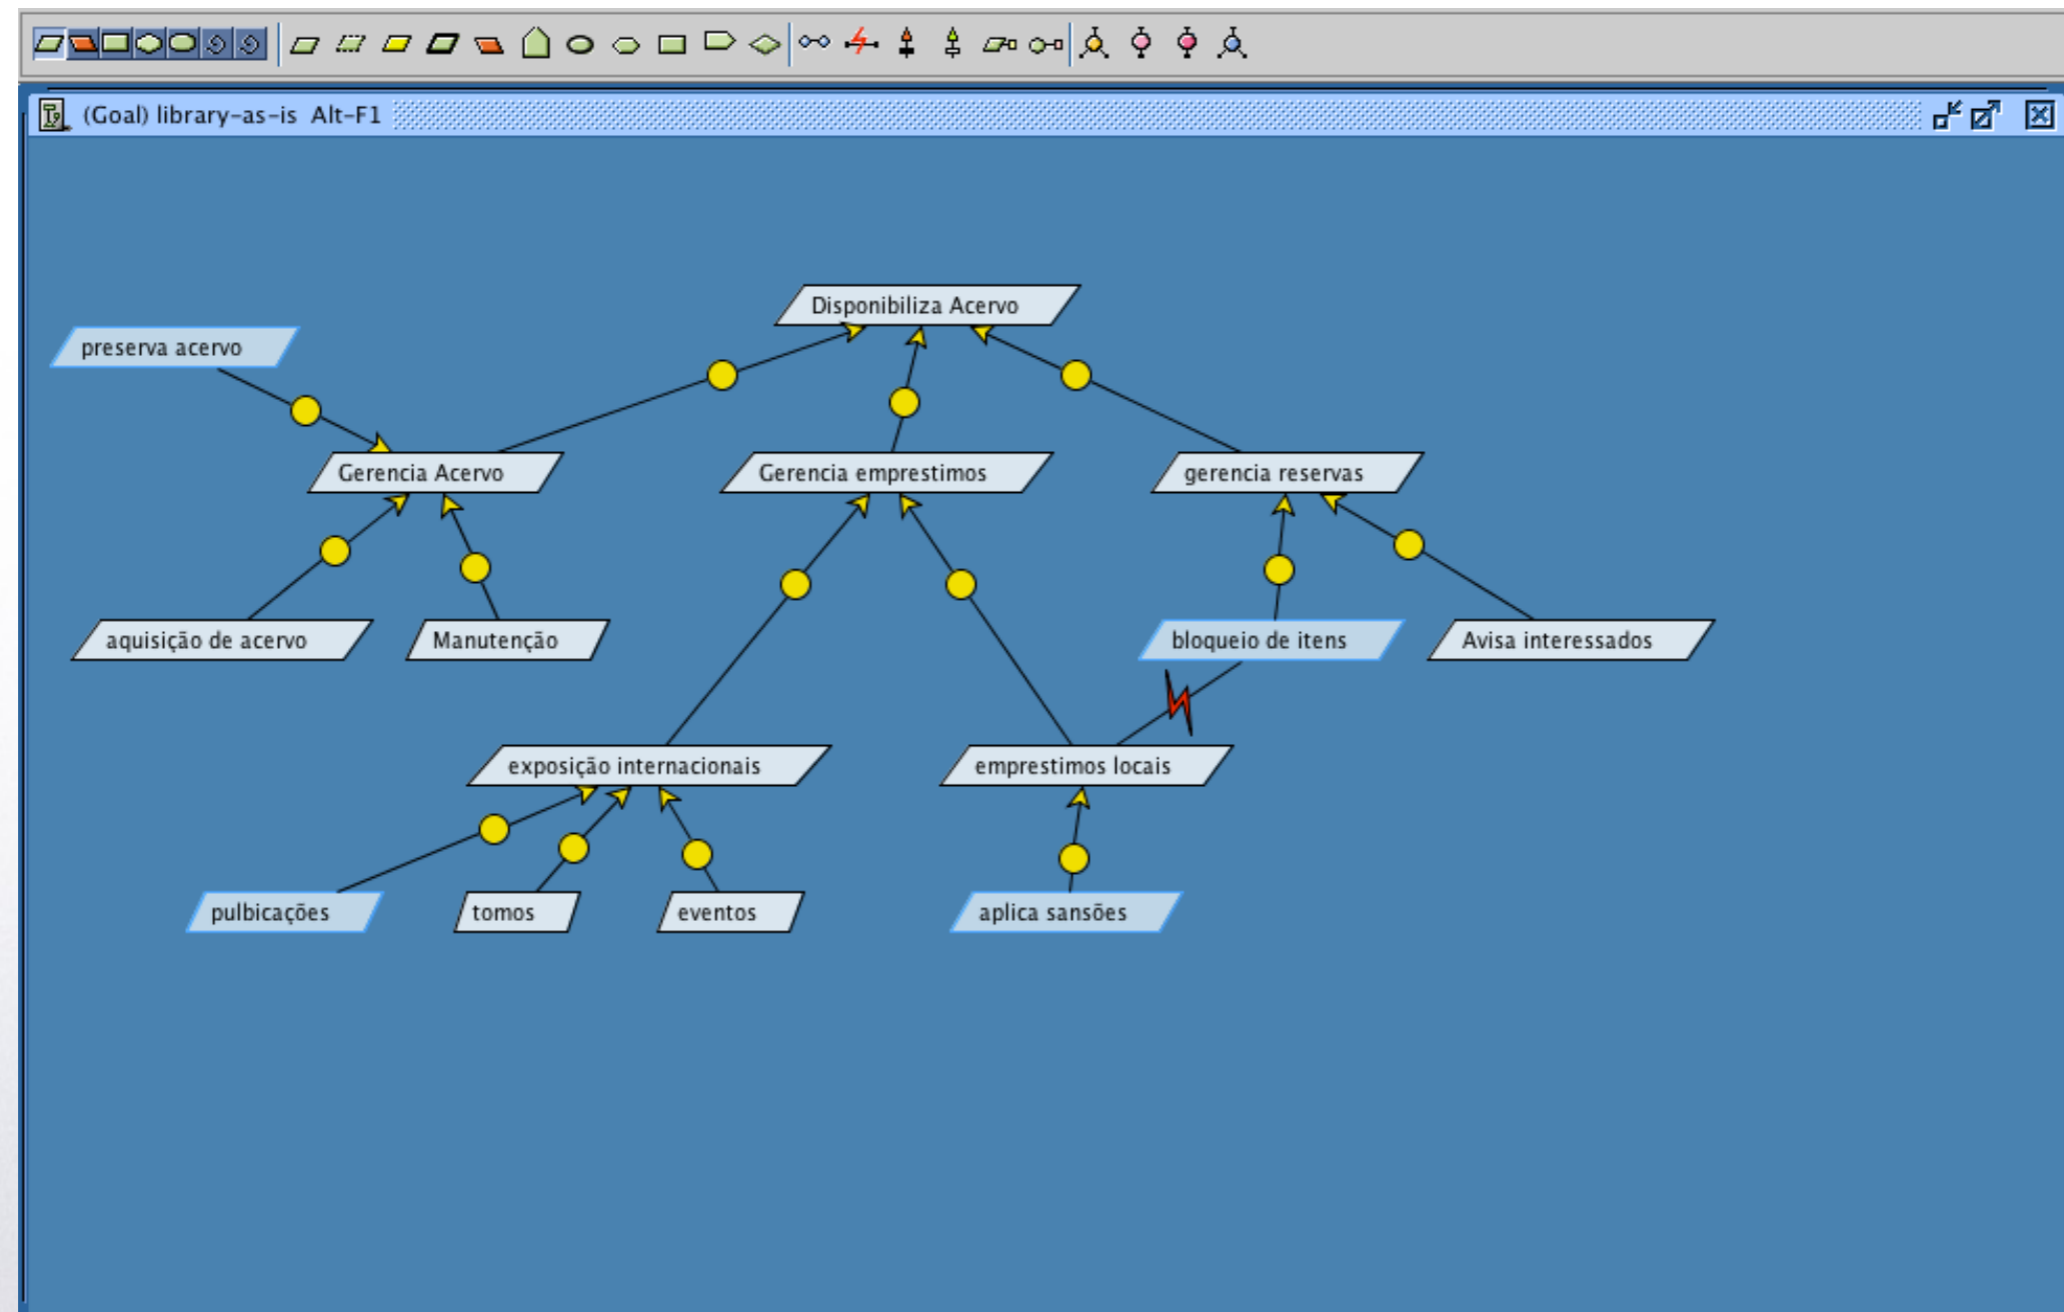 (Goal) library-as-is Alt-F1
Disponibiliza Acervo
preserva acervo
Gerencia Acervo
Gerencia emprestimos
gerencia reservas
aquisição de acervo
Manutenção
bloqueio de itens
Avisa interessados
exposição internacionais
emprestimos locais
pulbicações
tomos
eventos
aplica sansões